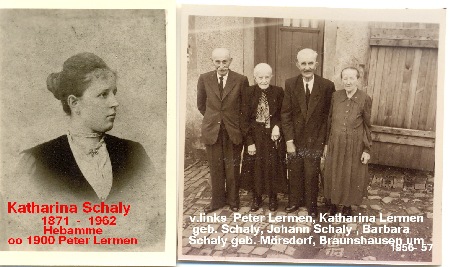 Katharina Schaly
1871 - 1962
Hebamme
oo 1900 Peter Lermen
v.links Peter Lermen, Katharina Lermen
geb. Schaly, Johann Schaly , Barbara
Schaly geb. Mörsdorf, Braunshausen um
1956- 57